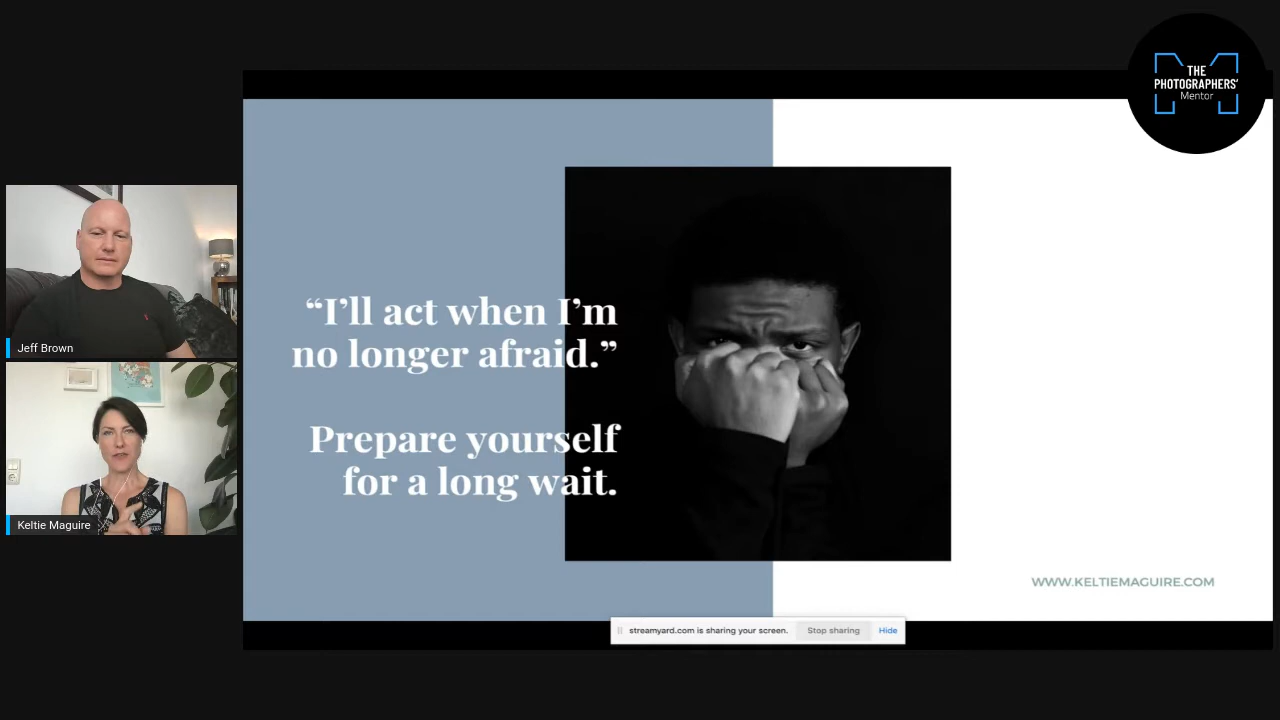 THE
PHOTOGRAPHERS'
Mentor
Jeff Brown
Keltie Maguire
“I’ll act when I’m
no longer afraid.”
Prepare yourself
for a long wait.
WWW.KELTIEMAGUIRE.COM
streamyard.com is sharing your screen. Stop sharing Hide